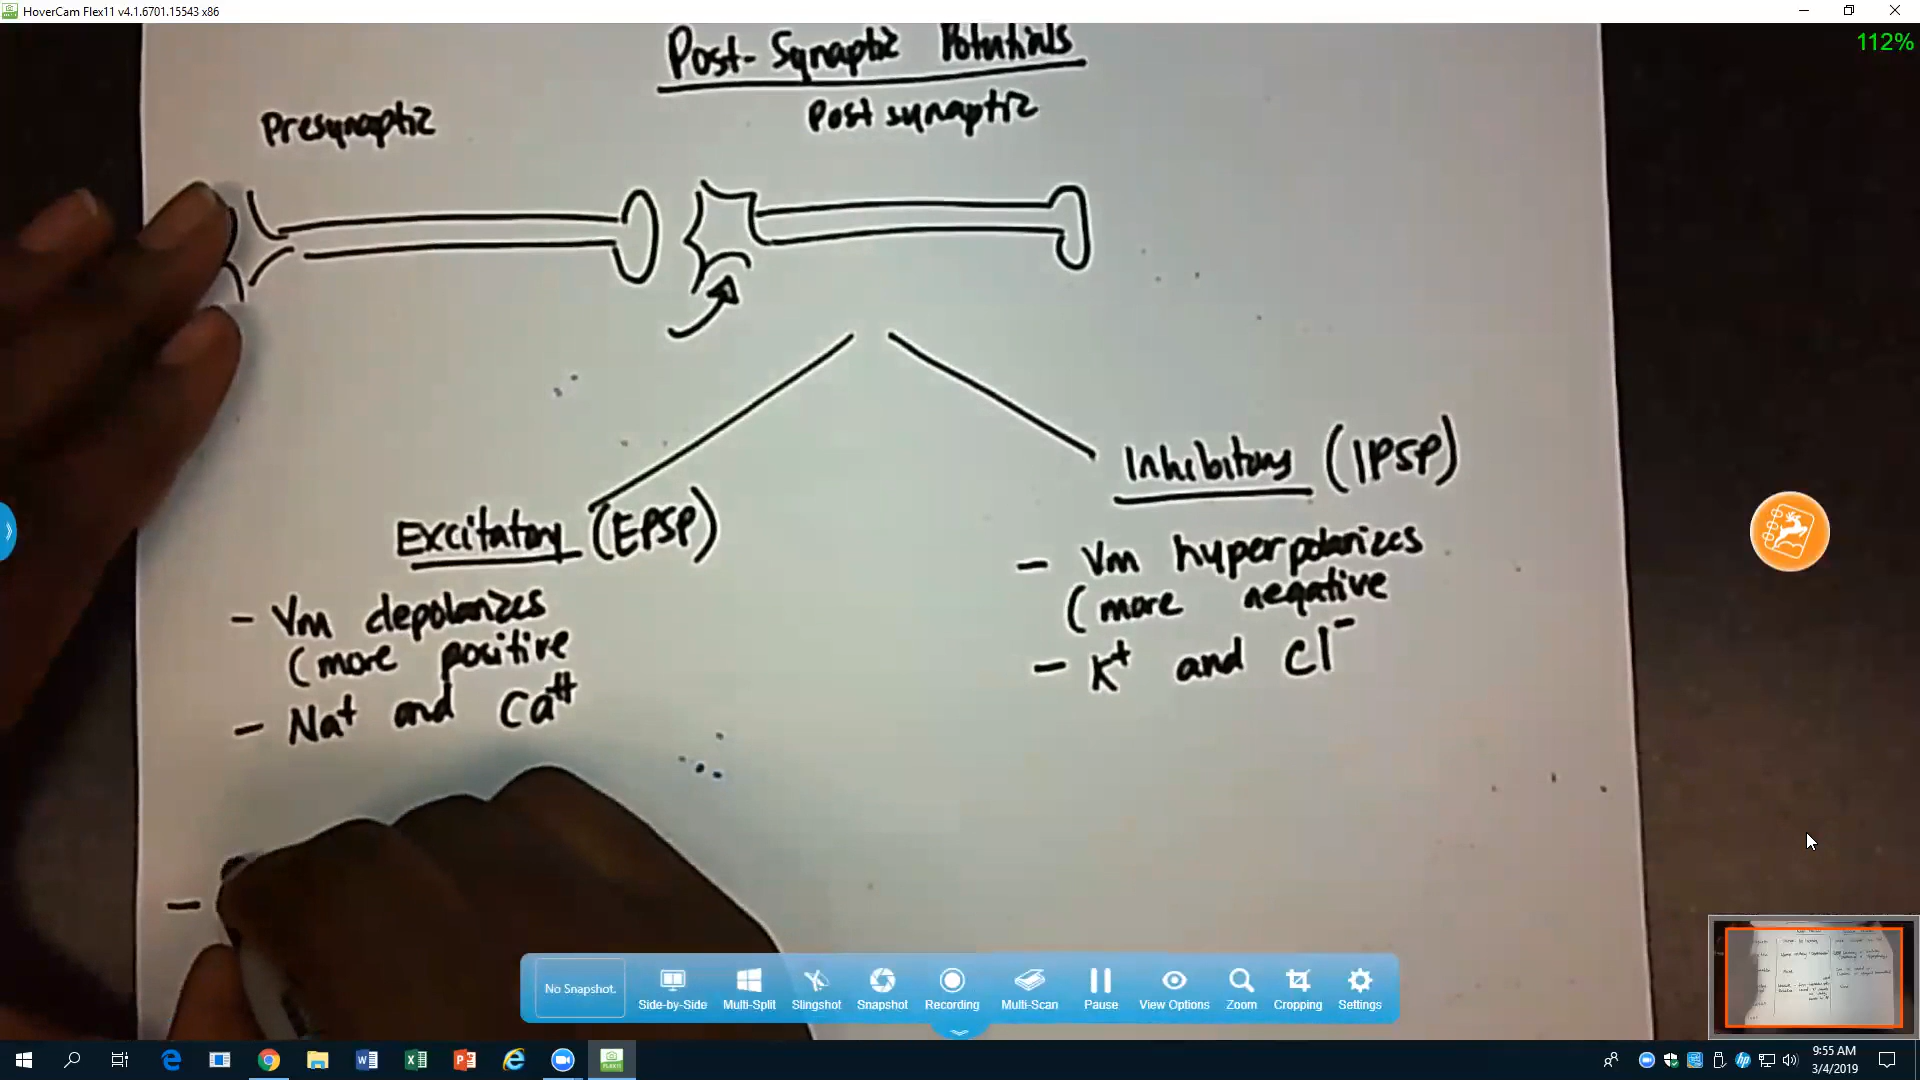 HoverCam Flex11 v4.1.6701.15543 x86
112%
Post-Synaptic Potentials
Presynaptic
Post synaptic
Excitatory (EPSP)
- Vm depolarizes
(more positive
- Na+ and Ca++
-
Inhibitory (IPSP)
- Vm hyperpolarizes
(more negative
- K+ and Cl-
No Snapshot.
Side-by-Side
Multi-Split
Slingshot
Snapshot
Recording
Multi-Scan
Pause
View Options
Zoom
Cropping
Settings
9:55 AM
3/4/2019